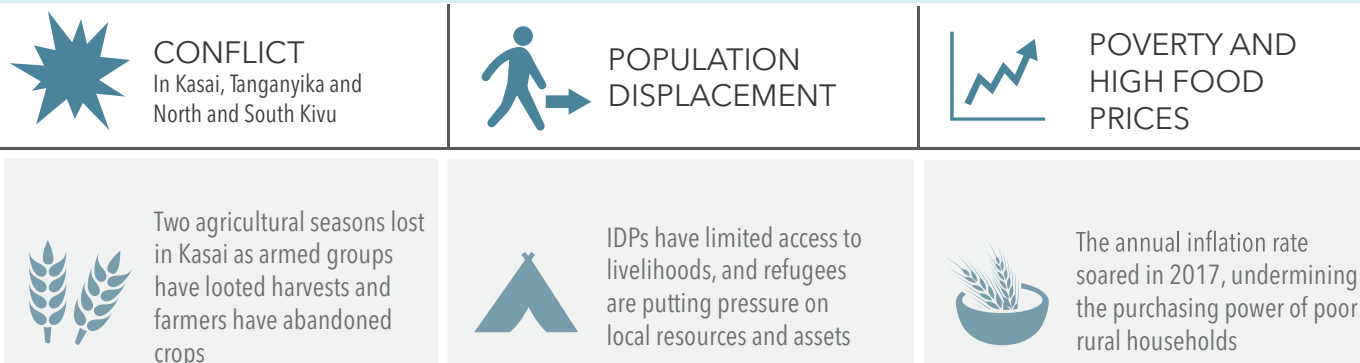 CONFLICT
In Kasai, Tanganyika and
North and South Kivu
POPULATION
DISPLACEMENT
POVERTY AND
HIGH FOOD
PRICES
Two agricultural seasons lost
in Kasai as armed groups
have looted harvests and
farmers have abandoned
crops
IDPs have limited access to
livelihoods, and refugees
are putting pressure on
local resources and assets
The annual inflation rate
soared in 2017, undermining
the purchasing power of poor
rural households